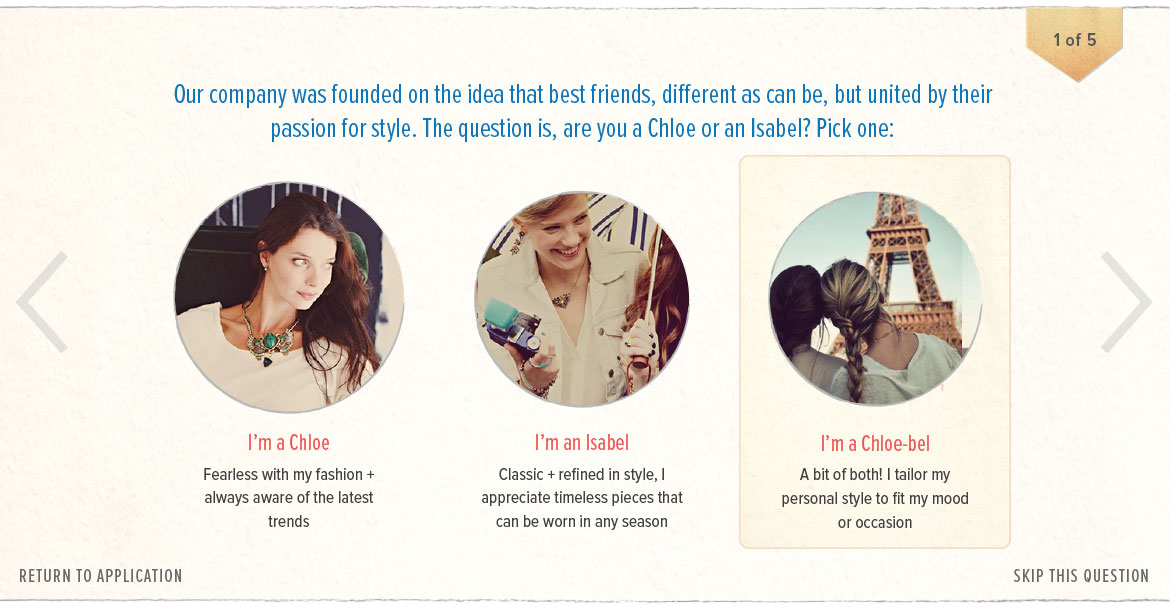 1 of 5
Our company was founded on the idea that best friends, different as can be, but united by their
passion for style. The question is, are you a Chloe or an Isabel? Pick one:
I'm a Chloe
Fearless with my fashion +
always aware of the latest
trends
I'm an Isabel
Classic + refined in style, I
appreciate timeless pieces that
can be worn in any season
I'm a Chloe-bel
A bit of both! I tailor my
personal style to fit my mood
or occasion
RETURN TO APPLICATION
SKIP THIS QUESTION